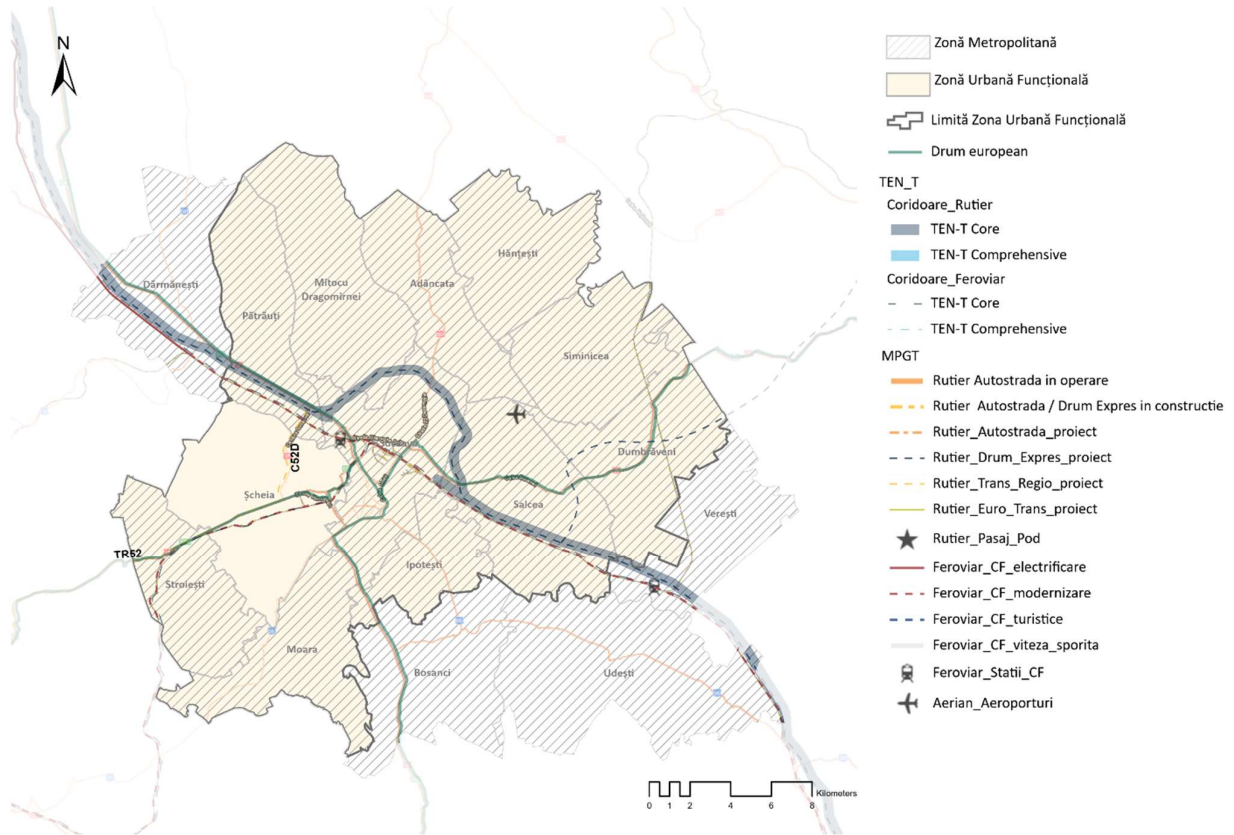 N
Dărmănești
Pătrăuți
Mitocu
Dragomirnei
Adâncata
Hănțești
Siminicea
Dumbrăveni
Salcea
Verești
C52D
Șcheia
TR52
Stroiești
Ipotești
Moara
Bosanci
Udești
0 1 2 4 6 8 Kilometers
Zonă Metropolitană
Zonă Urbană Funcțională
Limită Zona Urbană Funcțională
Drum european
TEN_T
Coridoare_Rutier
TEN-T Core
TEN-T Comprehensive
Coridoare_Feroviar
TEN-T Core
TEN-T Comprehensive
MPGT
Rutier Autostrada in operare
Rutier Autostrada / Drum Expres in constructie
Rutier_Autostrada_proiect
Rutier_Drum_Expres_proiect
Rutier_Trans_Regio_proiect
Rutier_Euro_Trans_proiect
Rutier_Pasaj_Pod
Feroviar_CF_electrificare
Feroviar_CF_modernizare
Feroviar_CF_turistice
Feroviar_CF_viteza_sporita
Feroviar_Statii_CF
Aerian_Aeroporturi